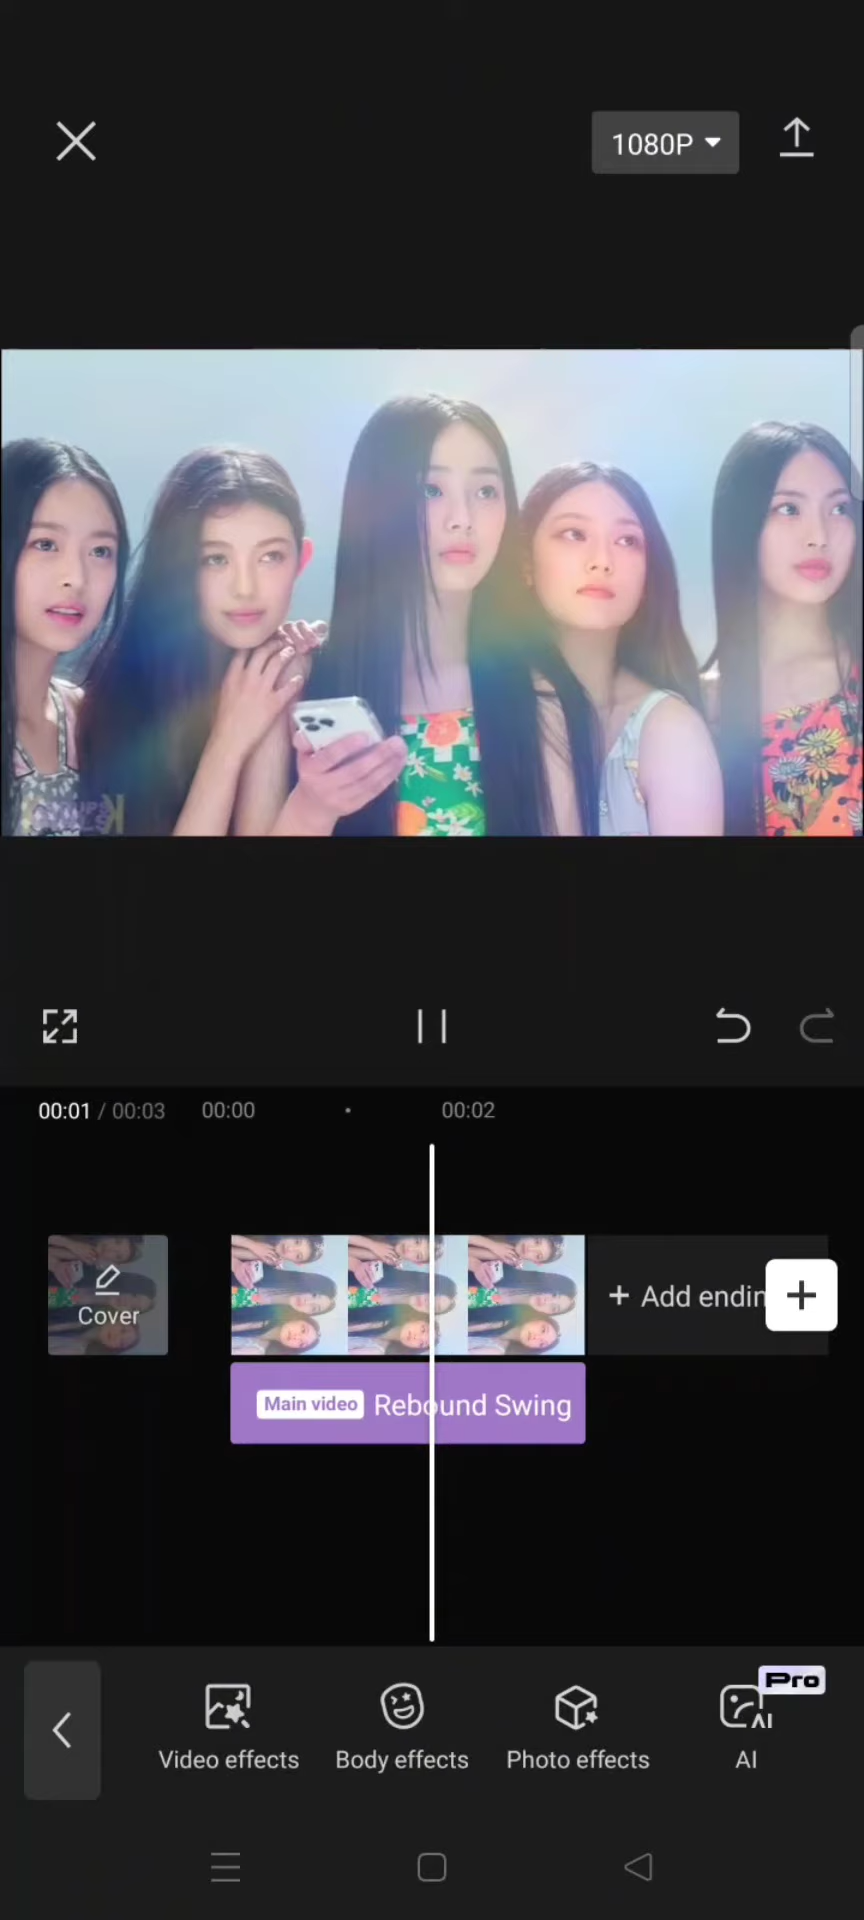 1080P
00:01 / 00:03 00:00 00:02
Cover
+ Add endin
Main video Rebound Swing
Pro
Video effects Body effects Photo effects AI